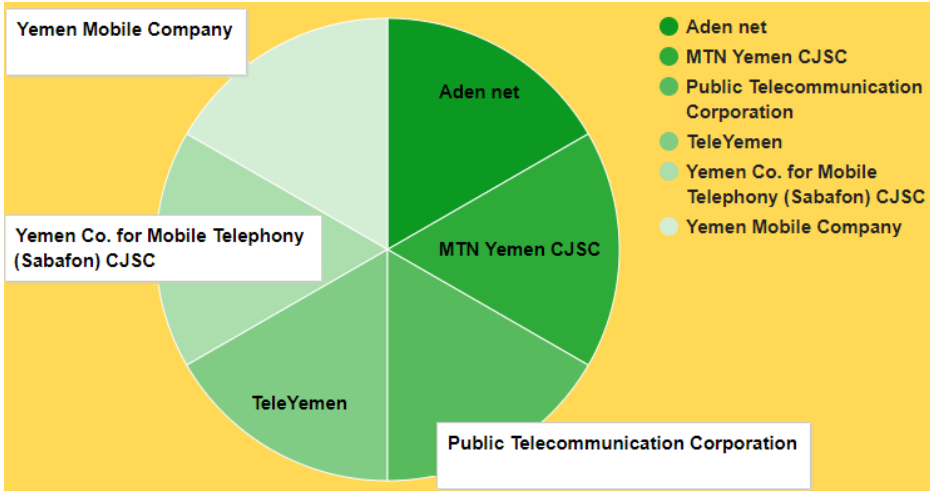 Yemen Mobile Company
Aden net
MTN Yemen CJSC
Yemen Co. for Mobile Telephony
(Sabafon) CJSC
TeleYemen
Public Telecommunication Corporation
Aden net
MTN Yemen CJSC
Public Telecommunication
Corporation
TeleYemen
Yemen Co. for Mobile
Telephony (Sabafon) CJSC
Yemen Mobile Company